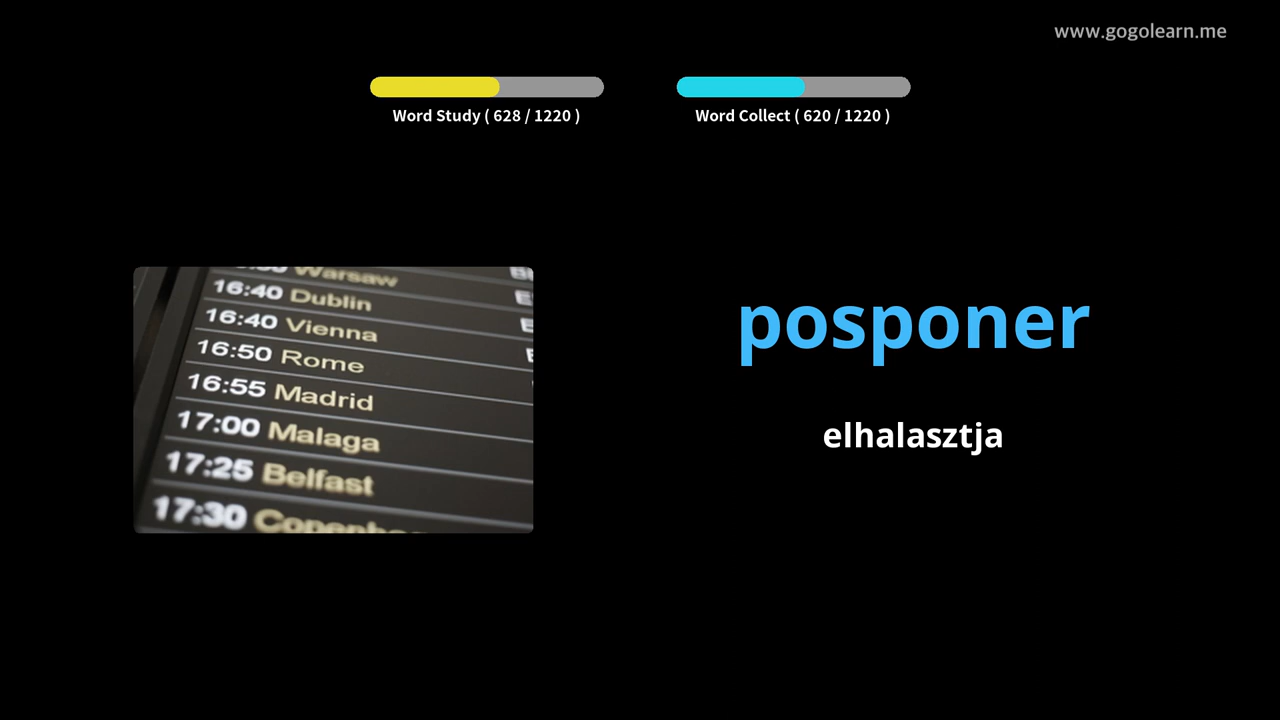 www.gogolearn.me
Word Study ( 628 / 1220 )
Word Collect ( 620 / 1220 )
Warsaw
16:40 Dublin
16:40 Vienna
16:50 Rome
16:55 Madrid
17:00 Malaga
17:25 Belfast
17:30
posponer
elhalasztja